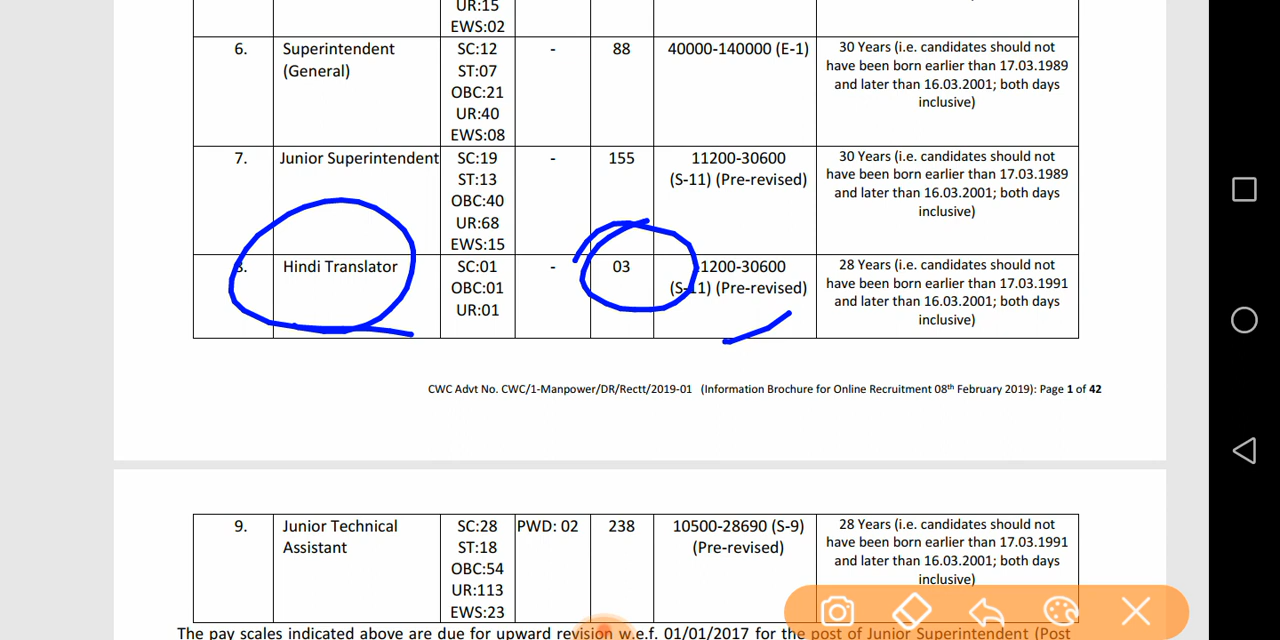 UR:15
EWS:02
6. Superintendent (General) SC:12 ST:07 OBC:21 UR:40 EWS:08 - 88 40000-140000 (E-1) 30 Years (i.e. candidates should not have been born earlier than 17.03.1989 and later than 16.03.2001; both days inclusive)
7. Junior Superintendent SC:19 ST:13 OBC:40 UR:68 EWS:15 - 155 11200-30600 (S-11) (Pre-revised) 30 Years (i.e. candidates should not have been born earlier than 17.03.1989 and later than 16.03.2001; both days inclusive)
8. Hindi Translator SC:01 OBC:01 UR:01 - 03 11200-30600 (S-11) (Pre-revised) 28 Years (i.e. candidates should not have been born earlier than 17.03.1991 and later than 16.03.2001; both days inclusive)
CWC Advt No. CWC/1-Manpower/DR/Rectt/2019-01 (Information Brochure for Online Recruitment 08th February 2019): Page 1 of 42
9. Junior Technical Assistant SC:28 ST:18 OBC:54 UR:113 EWS:23 PWD: 02 238 10500-28690 (S-9) (Pre-revised) 28 Years (i.e. candidates should not have been born earlier than 17.03.1991 and later than 16.03.2001; both days inclusive)
The pay scales indicated above are due for upward revision w.e.f. 01/01/2017 for the post of Junior Superintendent (Post